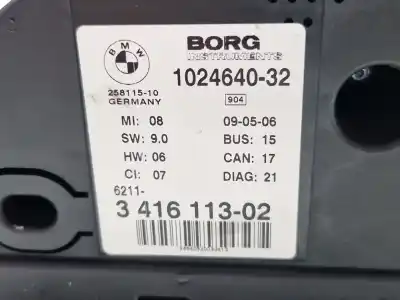 BMW
BORG
INSTRUMENTS
1024640-32
258115-10
GERMANY
904
MI: 08 09-05-06
SW: 9.0 BUS: 15
HW: 06 CAN: 17
CI: 07 DIAG: 21
6211-
3 416 113-02